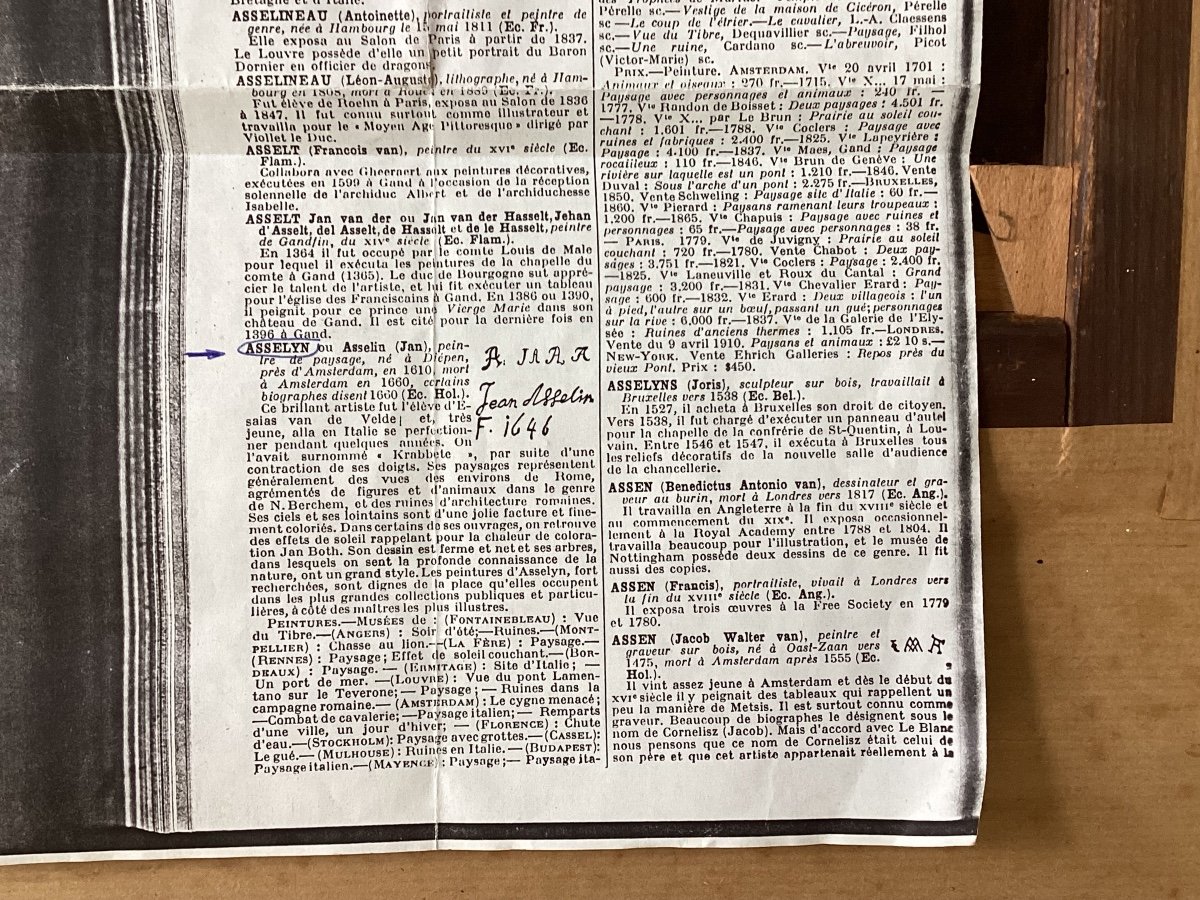 Bretagne et d'Italie.
ASSELINEAU (Antoinette), portraitiste et peintre de
genre, née à Hambourg le 15 mai 1811 (Ec. Fr.).
Elle exposa au Salon de Paris à partir de 1837.
Le Louvre possède d'elle un petit portrait du Baron
Dornier en officier de dragons.
ASSELINEAU (Léon-Auguste), lithographe, né à Ham-
bourg en 1808, mort à Rouen en 1889 (Ec. Fr.).
Fut élève de Roehn à Paris, exposa au Salon de 1836
à 1847. Il fut connu surtout comme illustrateur et
travailla pour le « Moyen Age Pittoresque » dirigé par
Viollet le Duc.
ASSELT (Francois van), peintre du XVIe siècle (Ec.
Flam.).
Collabora avec Gheeraert aux peintures décoratives,
exécutées en 1599 à Gand à l'occasion de la réception
solennelle de l'archiduc Albert et de l'archiduchesse
Isabelle.
ASSELT Jan van der ou Jan van der Hasselt, Jehan
d'Asselt, del Asselt, de Hasselt et de le Hasselt, peintre
de Gandfin, du XIVe siècle (Ec. Flam.).
En 1364 il fut occupé par le comte Louis de Male
pour lequel il exécuta les peintures de la chapelle du
comte à Gand (1365). Le duc de Bourgogne sut appré-
cier le talent de l'artiste, et lui fit exécuter un tableau
pour l'église des Franciscains à Gand. En 1386 ou 1390,
il peignit pour ce prince une Vierge Marie dans son
château de Gand. Il est cité pour la dernière fois en
1396 à Gand.
ASSELYN ou Asselin (Jan), pein-
tre de paysage, né à Diepen,
près d'Amsterdam, en 1610, mort
à Amsterdam en 1660, certains
biographes disent 1660 (Ec. Hol.).
Ce brillant artiste fut l'élève d'E-
saias van de Velde et, très
jeune, alla en Italie se perfection-
ner pendant quelques années. On
l'avait surnommé « Krabbete », par suite d'une
contraction de ses doigts. Ses paysages représentent
généralement des vues des environs de Rome,
agrémentés de figures et d'animaux dans le genre
de N. Berchem, et des ruines d'architecture romaines.
Ses ciels et ses lointains sont d'une jolie facture et fine-
ment coloriés. Dans certains de ses ouvrages, on retrouve
des effets de soleil rappelant pour la chaleur de colora-
tion Jan Both. Son dessin est ferme et net et ses arbres,
dans lesquels on sent la profonde connaissance de la
nature, ont un grand style. Les peintures d'Asselyn, fort
recherchées, sont dignes de la place qu'elles occupent
dans les plus grandes collections publiques et particu-
lières, à côté des maîtres les plus illustres.
PEINTURES.—Musées de : (FONTAINEBLEAU) : Vue
du Tibre.—(ANGERS) : Soir d'été;—Ruines.—(MONT-
PELLIER) : Chasse au lion.—(LA FÈRE) : Paysage.—
(RENNES) : Paysage; Effet de soleil couchant.—(BOR-
DEAUX) : Paysage.—(ERMITAGE) : Site d'Italie; —
Un port de mer.—(LOUVRE) : Vue du pont Lamen-
tano sur le Teverone;— Paysage;— Ruines dans la
campagne romaine.—(AMSTERDAM) : Le cygne menacé;
—Combat de cavalerie;—Paysage italien;— Remparts
d'une ville, un jour d'hiver; — (FLORENCE) : Chute
d'eau.—(STOCKHOLM): Paysage avec grottes.—(CASSEL):
Le gué.—(MULHOUSE) : Ruines en Italie.—(BUDAPEST):
Paysage italien.—(MAYENCE) : Paysage;— Paysage ita-
A. JA A, A
Jean Asselin
F. 1646
Pérelle sc.—Vestige de la maison de Cicéron, Pérelle
sc—Le coup de l'étrier.—Le cavalier, L.-A. Claessens
sc.—Vue du Tibre, Dequavillier sc.—Paysage, Filhol
sc.—Une ruine, Cardano sc.—L'abreuvoir, Picot
(Victor-Marie) sc.
PRIX.—Peinture. AMSTERDAM. Vte 20 avril 1701 :
Animaux et oiseaux : 270 fr.—1715. Vte X... 17 mai :
Paysage avec personnages et animaux : 240 fr. —
1777. Vte Randon de Boisset : Deux paysages : 4.501 fr.
—1778. Vte X... par Le Brun : Prairie au soleil cou-
chant : 1.601 fr.—1788. Vte Coclers : Paysage avec
ruines et fabriques : 2.400 fr.—1825. Vte Lapeyrière :
Paysage : 4.100 fr.—1837. Vte Maes, Gand : Paysage
rocailleux : 110 fr.—1846. Vte Brun de Genève : Une
rivière sur laquelle est un pont : 1.210 fr.—1846. Vente
Duval : Sous l'arche d'un pont : 2.275 fr.—BRUXELLES,
1850. Vente Schweling : Paysage site d'Italie : 60 fr.—
1860. Vte Pierard : Paysans ramenant leurs troupeaux :
1.200 fr.—1865. Vte Chapuis : Paysage avec ruines et
personnages : 65 fr.—Paysage avec personnages : 38 fr.
— PARIS. 1779. Vte de Juvigny : Prairie au soleil
couchant : 720 fr.—1780. Vente Chabot : Deux pay-
sages : 3.751 fr.—1821. Vte Coclers : Paysage : 2.400 fr.
—1825. Vte Laneuville et Roux du Cantal : Grand
paysage : 3.200 fr.—1831. Vte Chevalier Erard : Pay-
sage : 600 fr.—1832. Vte Erard : Deux villageois : l'un
à pied, l'autre sur un bœuf, passant un gué; personnages
sur la rive : 6,000 fr.—1837. Vte de la Galerie de l'Ely-
sée : Ruines d'anciens thermes : 1.105 fr.—LONDRES.
Vente du 9 avril 1910. Paysans et animaux : £2 10 s.—
NEW-YORK. Vente Ehrich Galleries : Repos près du
vieux Pont. Prix : $450.
ASSELYNS (Joris), sculpteur sur bois, travaillait à
Bruxelles vers 1538 (Ec. Bel.).
En 1527, il acheta à Bruxelles son droit de citoyen.
Vers 1538, il fut chargé d'exécuter un panneau d'autel
pour la chapelle de la confrérie de St-Quentin, à Lou-
vain. Entre 1546 et 1547, il exécuta à Bruxelles tous
les reliefs décoratifs de la nouvelle salle d'audience
de la chancellerie.
ASSEN (Benedictus Antonio van), dessinateur et gra-
veur au burin, mort à Londres vers 1817 (Ec. Ang.).
Il travailla en Angleterre à la fin du XVIIIe siècle et
au commencement du XIXe. Il exposa occasionnel-
lement à la Royal Academy entre 1788 et 1804. Il
travailla beaucoup pour l'illustration, et le musée de
Nottingham possède deux dessins de ce genre. Il fit
aussi des copies.
ASSEN (Francis), portraitiste, vivait à Londres vers
la fin du XVIIIe siècle (Ec. Ang.).
Il exposa trois œuvres à la Free Society en 1779
et 1780.
ASSEN (Jacob Walter van), peintre et
graveur sur bois, né à Oast-Zaan vers
1475, mort à Amsterdam après 1555 (Ec.
Hol.).
Il vint assez jeune à Amsterdam et dès le début du
XVIe siècle il y peignait des tableaux qui rappellent un
peu la manière de Metsis. Il est surtout connu comme
graveur. Beaucoup de biographes le désignent sous le
nom de Cornelisz (Jacob). Mais d'accord avec Le Blanc
nous pensons que ce nom de Cornelisz était celui de
son père et que cet artiste appartenait réellement à la